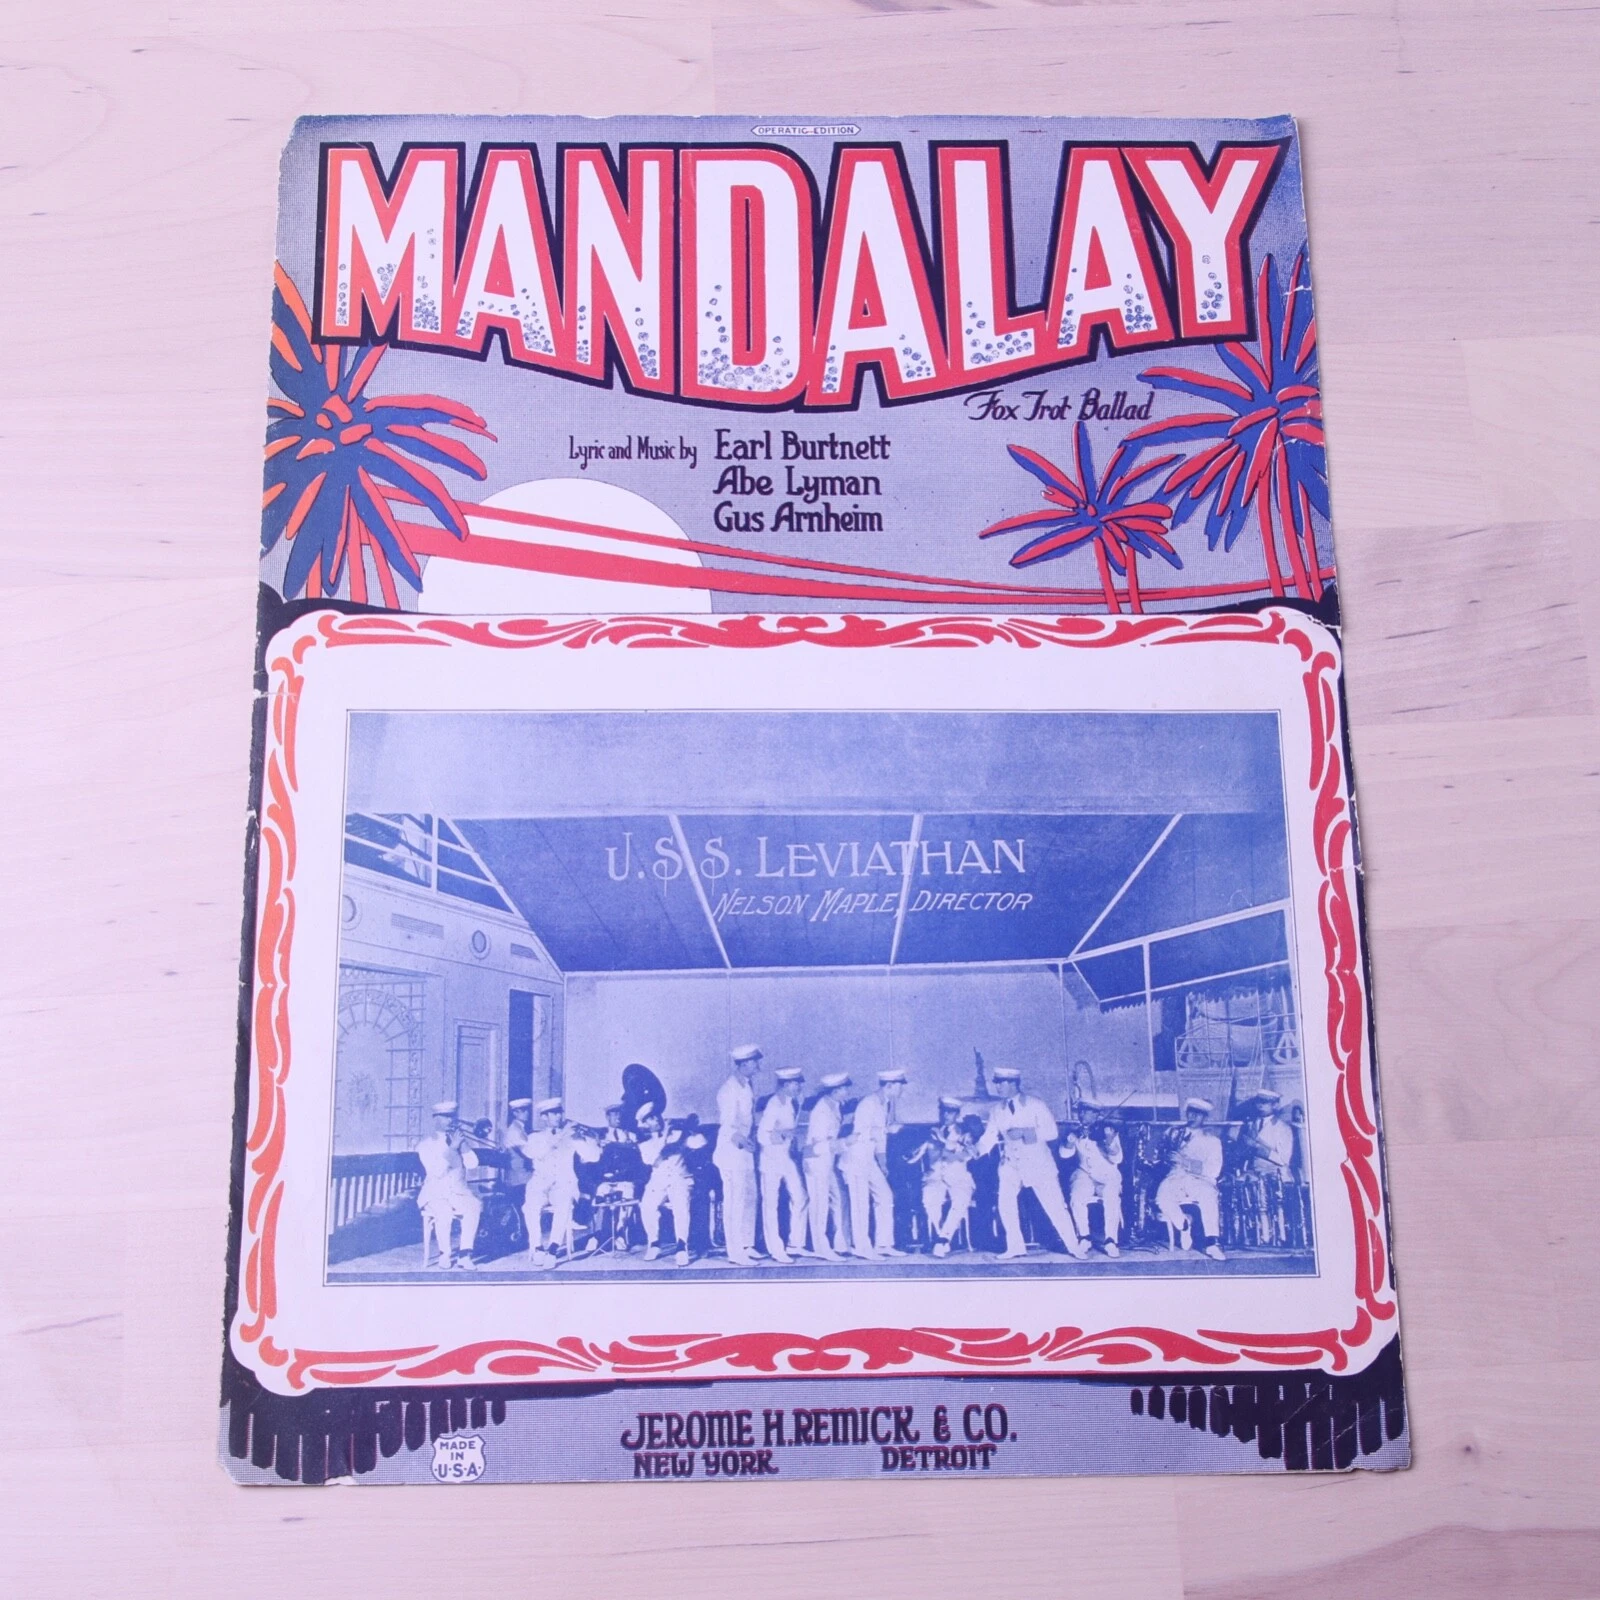 OPERATIC EDITION
MANDALAY
Fox Trot Ballad
Lyric and Music by Earl Burtnett
Abe Lyman
Gus Arnheim
U.S.S. LEVIATHAN
NELSON MAPLE, DIRECTOR
JEROME H. REMICK & CO.
NEW YORK DETROIT
MADE
IN
U·S·A·